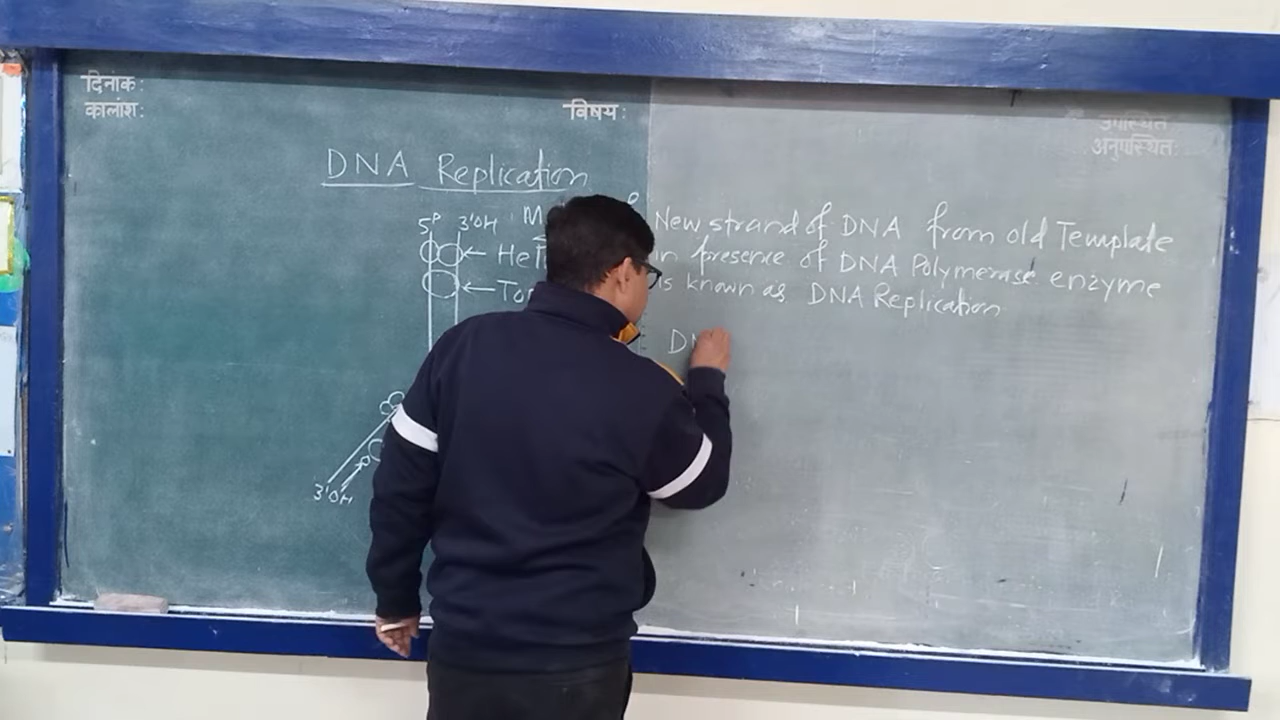 दिनांक:
कालांश:
विषय:
उपस्थित
अनुपस्थित:
DNA Replication
5'P 3'OH
New strand of DNA from old Template
in presence of DNA Polymerase enzyme
is known as DNA Replication
3'OH